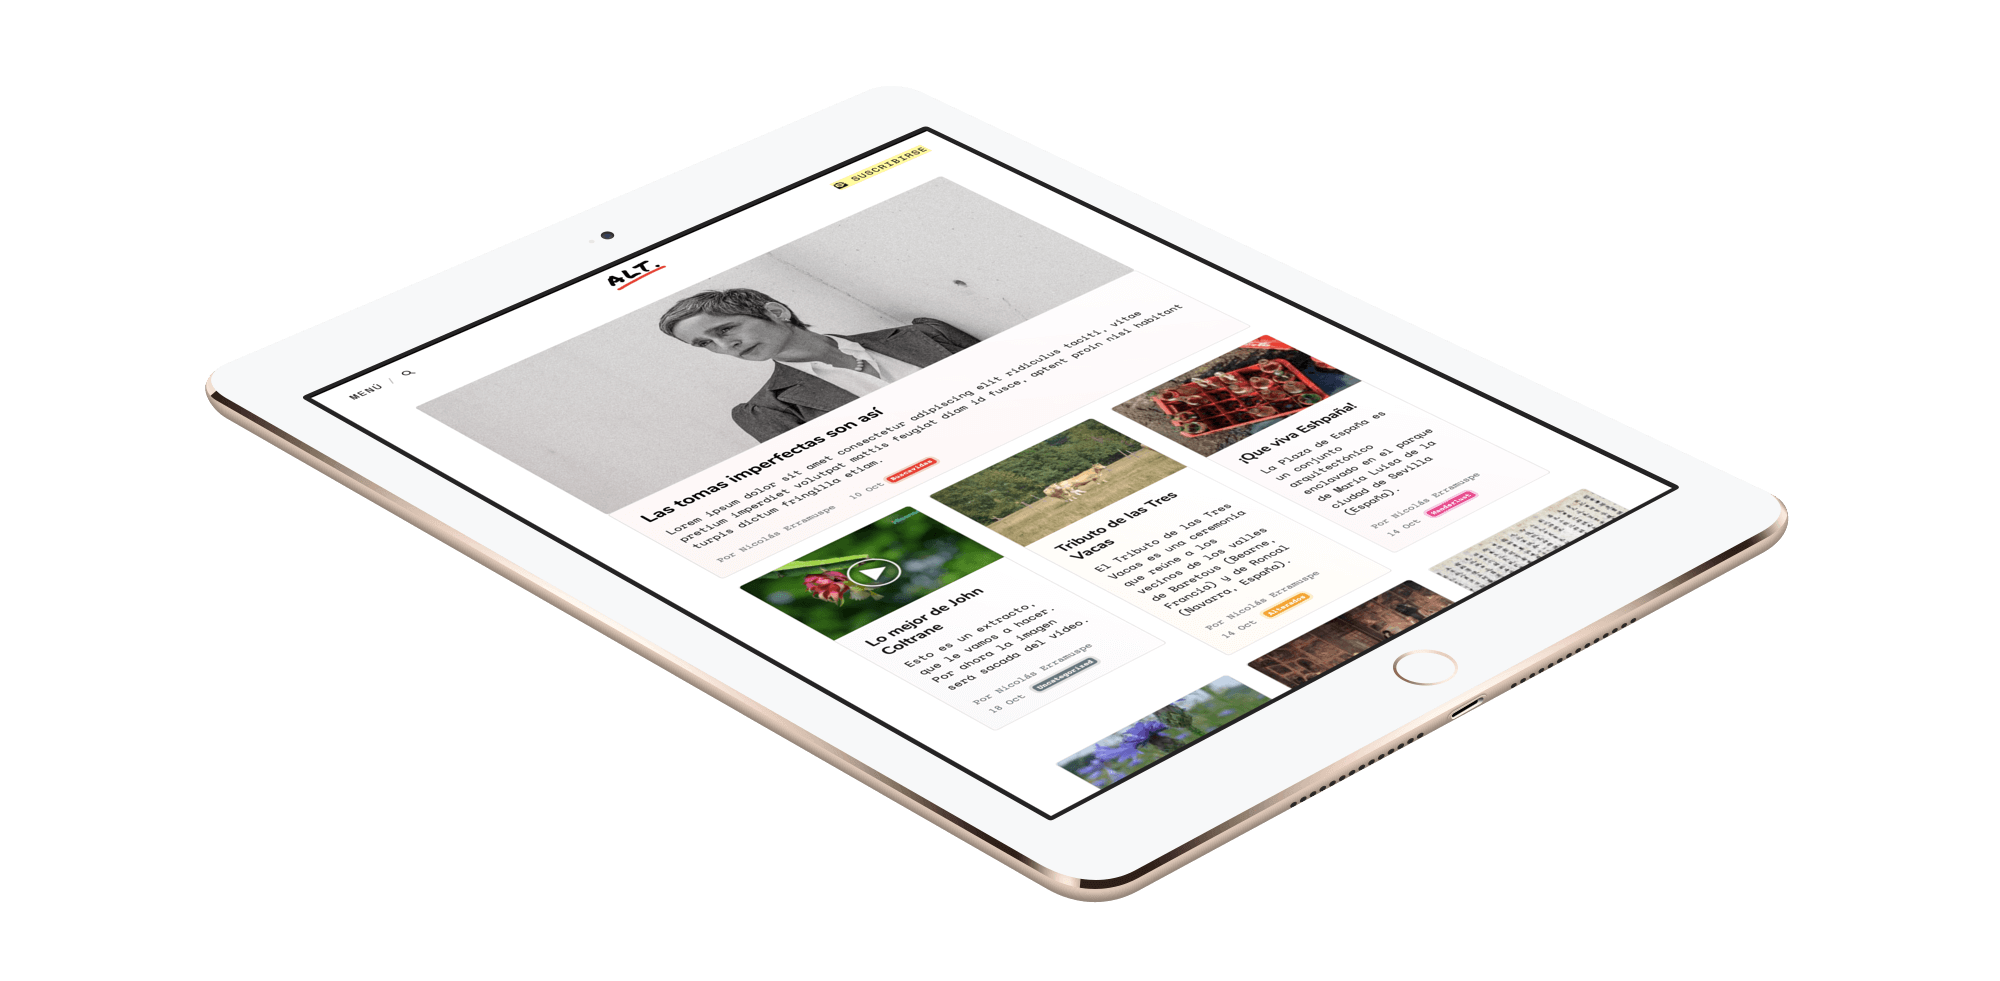 SUSCRIBIRSE
ALT.
MENÚ /
Las tomas imperfectas son así
Lorem ipsum dolor sit amet consectetur adipiscing elit ridiculus taciti, vitae
pretium imperdiet volutpat mattis feugiat diam id fusce, aptent proin nisi habitant
turpis dictum fringilla etiam.
Por Nicolás Erramuspe 10 Oct Buscavidas
Lo mejor de John
Coltrane
Esto es un extracto,
que le vamos a hacer.
Por ahora la imagen
será sacada del video.
Por Nicolás Erramuspe
18 Oct Uncategorized
Tributo de las Tres
Vacas
El Tributo de las Tres
Vacas es una ceremonia
que reúne a los
vecinos de los valles
de Baretous (Bearne,
Francia) y de Roncal
(Navarra, España).
Por Nicolás Erramuspe
14 Oct Alterados
¡Que viva Eshpaña!
La Plaza de España es
un conjunto
arquitectónico
enclavado en el parque
de María Luisa de la
ciudad de Sevilla
(España).
Por Nicolás Erramuspe
14 Oct Wanderlust